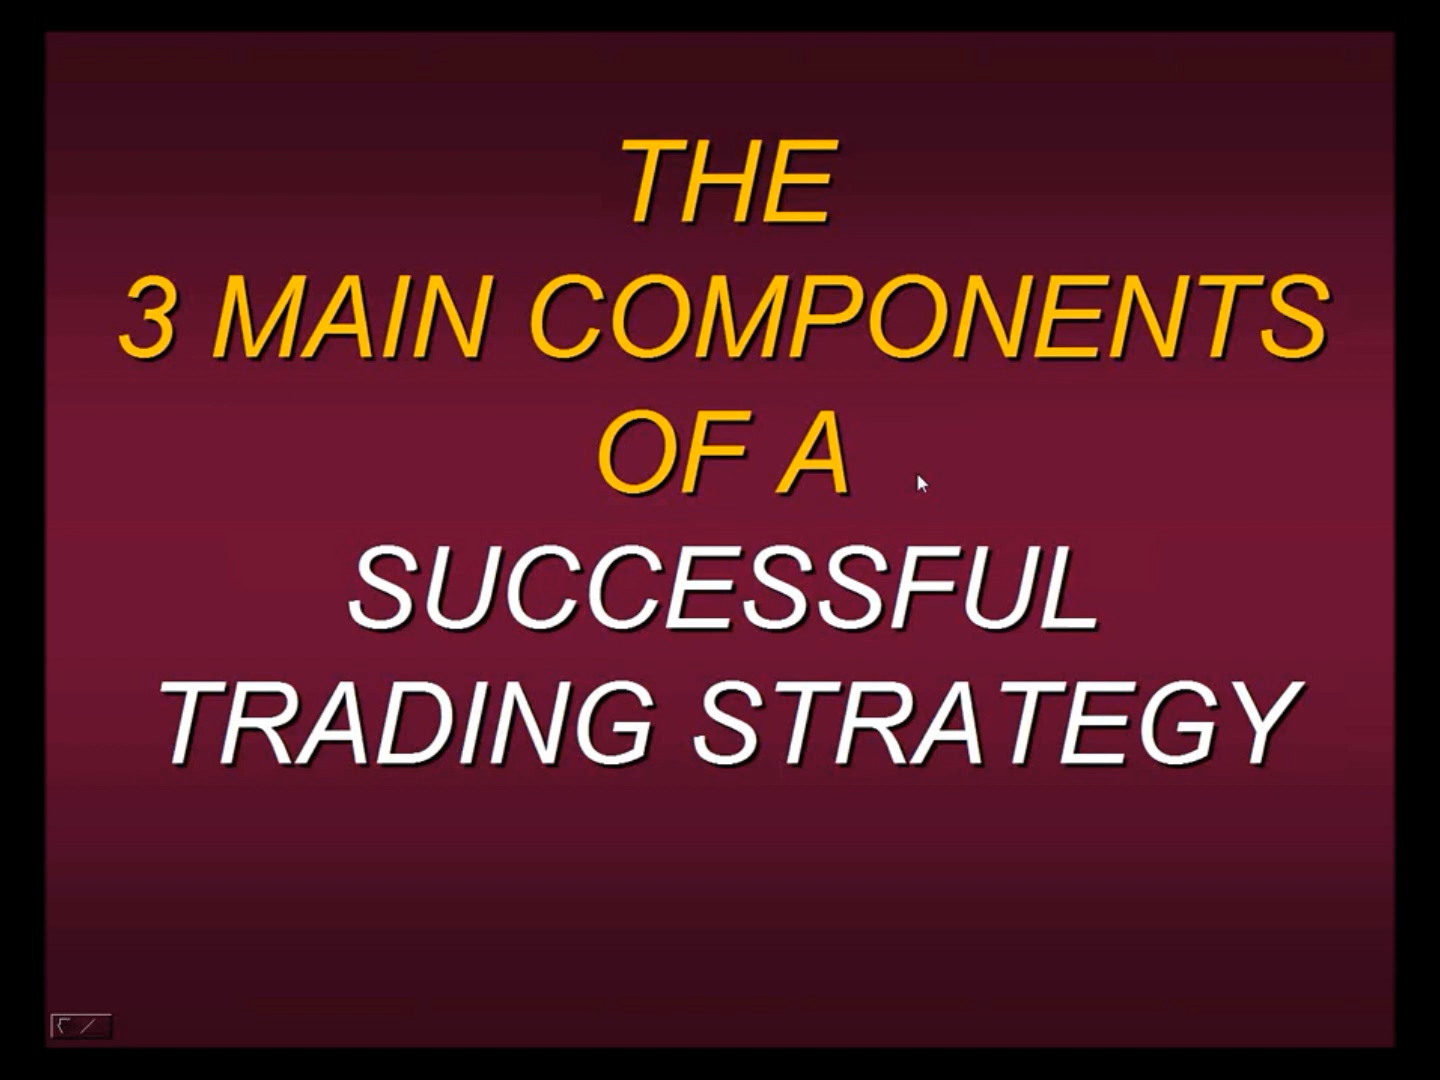 THE
3 MAIN COMPONENTS
OF A
SUCCESSFUL
TRADING STRATEGY